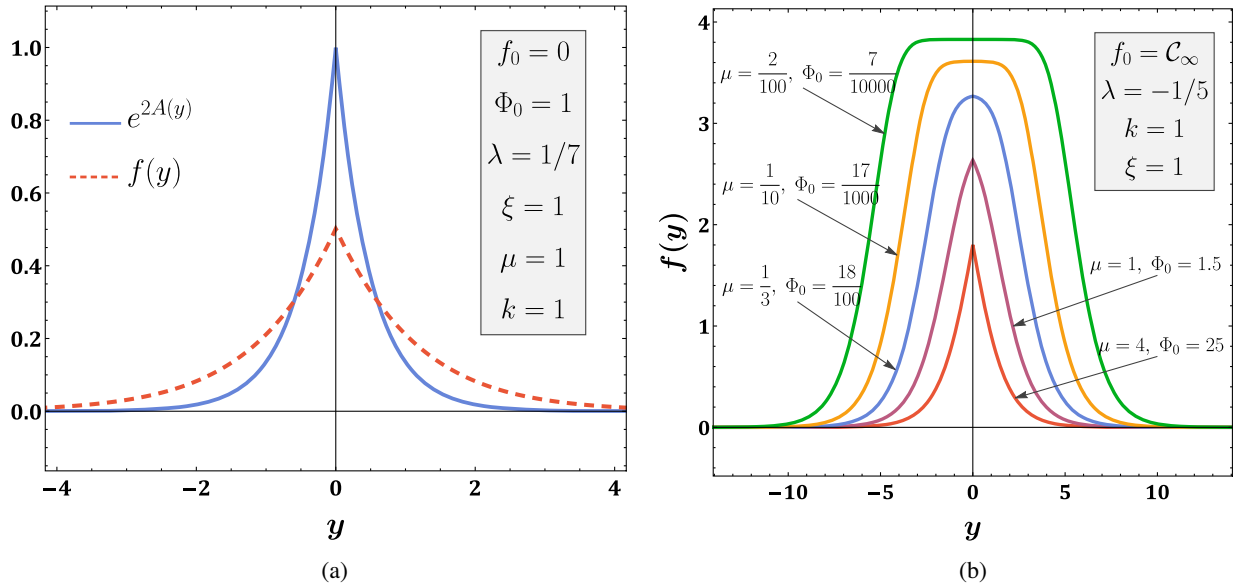 1.0
0.8
0.6
0.4
0.2
0.0
-4
-2
0
2
4
y
e^{2A(y)}
f(y)
f_0 = 0
Φ_0 = 1
λ = 1/7
ξ = 1
μ = 1
k = 1
(a)
4
3
2
1
0
f(y)
-10
-5
0
5
10
y
μ = 2/100, Φ_0 = 7/10000
μ = 1/10, Φ_0 = 17/1000
μ = 1/3, Φ_0 = 18/100
μ = 1, Φ_0 = 1.5
μ = 4, Φ_0 = 25
f_0 = C_∞
λ = −1/5
k = 1
ξ = 1
(b)